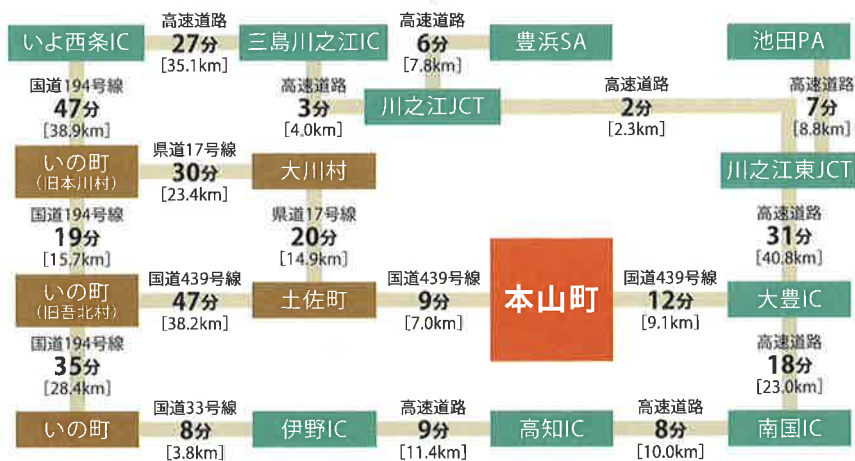 高速道路
27分
[35.1km]
高速道路
6分
[7.8km]
いよ西条IC
三島川之江IC
豊浜SA
池田PA
国道194号線
47分
[38.9km]
高速道路
3分
[4.0km]
川之江JCT
高速道路
2分
[2.3km]
高速道路
7分
[8.8km]
いの町
(旧本川村)
県道17号線
30分
[23.4km]
大川村
川之江東JCT
国道194号線
19分
[15.7km]
県道17号線
20分
[14.9km]
高速道路
31分
[40.8km]
いの町
(旧吾北村)
国道439号線
47分
[38.2km]
土佐町
国道439号線
9分
[7.0km]
本山町
国道439号線
12分
[9.1km]
大豊IC
国道194号線
35分
[28.4km]
高速道路
18分
[23.0km]
いの町
国道33号線
8分
[3.8km]
伊野IC
高速道路
9分
[11.4km]
高知IC
高速道路
8分
[10.0km]
南国IC